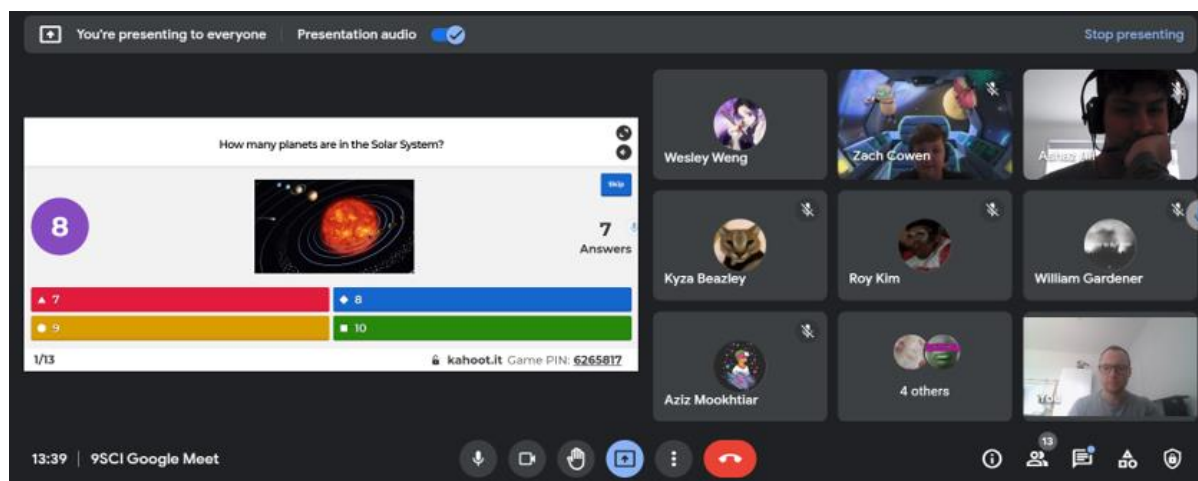 You're presenting to everyone
Presentation audio
Stop presenting
How many planets are in the Solar System?
Skip
8
7
Answers
7
8
9
10
1/13
kahoot.it Game PIN: 6265817
Wesley Weng
Zach Cowen
Kyza Beazley
Roy Kim
William Gardener
Aziz Mookhtiar
4 others
You
13:39 | 9SCI Google Meet
13